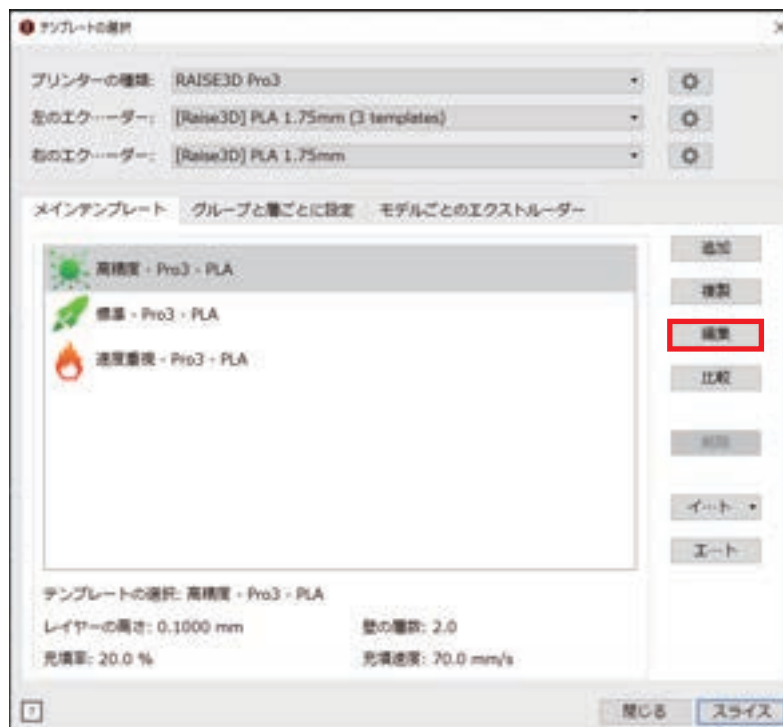 テンプレートの選択
プリンターの種類: RAISE3D Pro3
左のエク…ーダー: [Raise3D] PLA 1.75mm (3 templates)
右のエク…ーダー: [Raise3D] PLA 1.75mm
メインテンプレート グループと層ごとに設定 モデルごとのエクストルーダー
高精度 - Pro3 - PLA
標準 - Pro3 - PLA
速度重視 - Pro3 - PLA
追加
複製
編集
比較
削除
イ…ト
エ…ト
テンプレートの選択: 高精度 - Pro3 - PLA
レイヤーの高さ: 0.1000 mm 壁の層数: 2.0
充填率: 20.0 % 充填速度: 70.0 mm/s
? 閉じる スライス